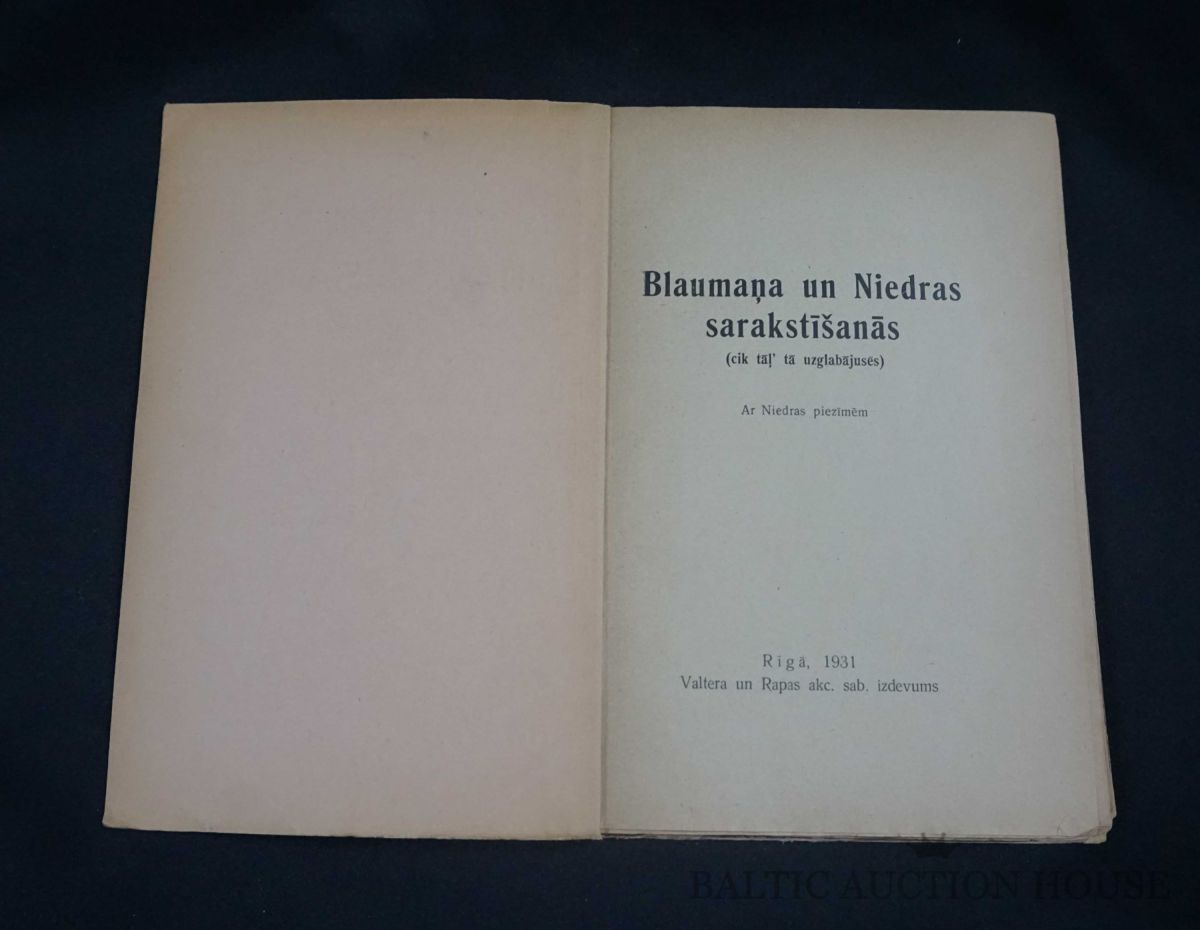 Blaumaņa un Niedras
sarakstīšanās
(cik tāļ' tā uzglabājusēs)
Ar Niedras piezīmēm
Rīgā, 1931
Valtera un Rapas akc. sab. izdevums
BALTIC AUCTION HOUSE